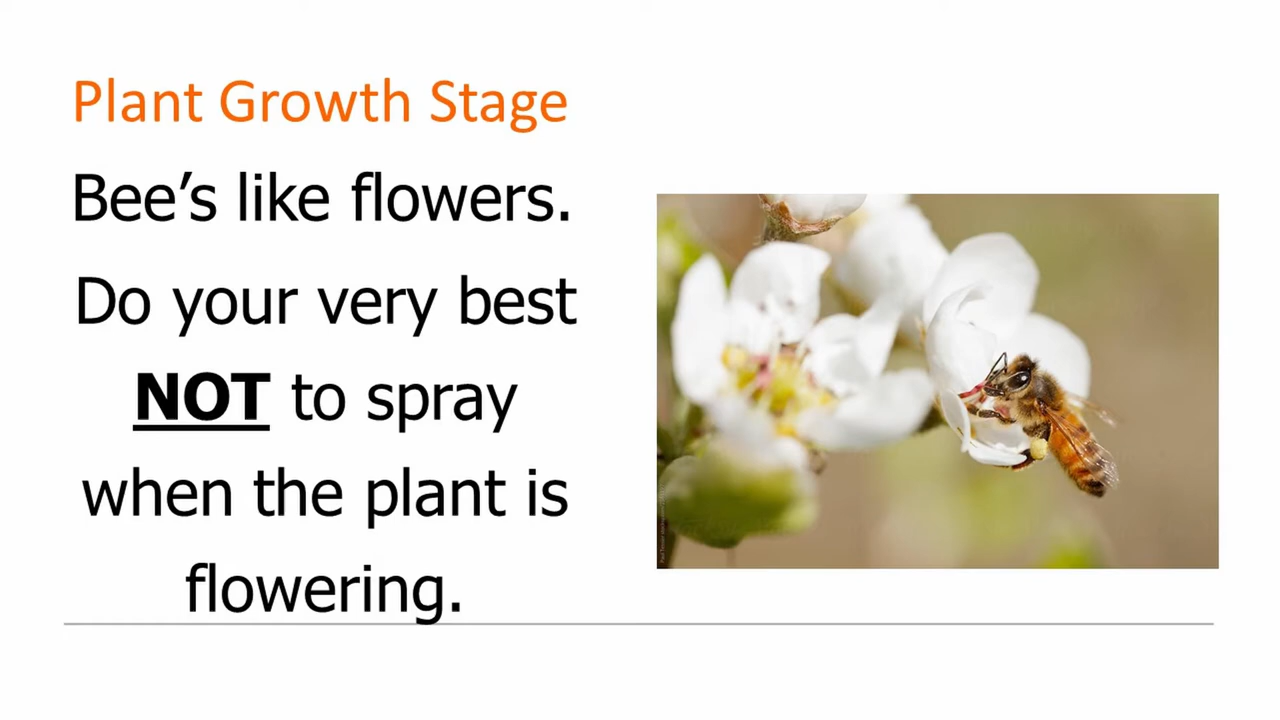 Plant Growth Stage
Bee’s like flowers.
Do your very best
NOT to spray
when the plant is
flowering.